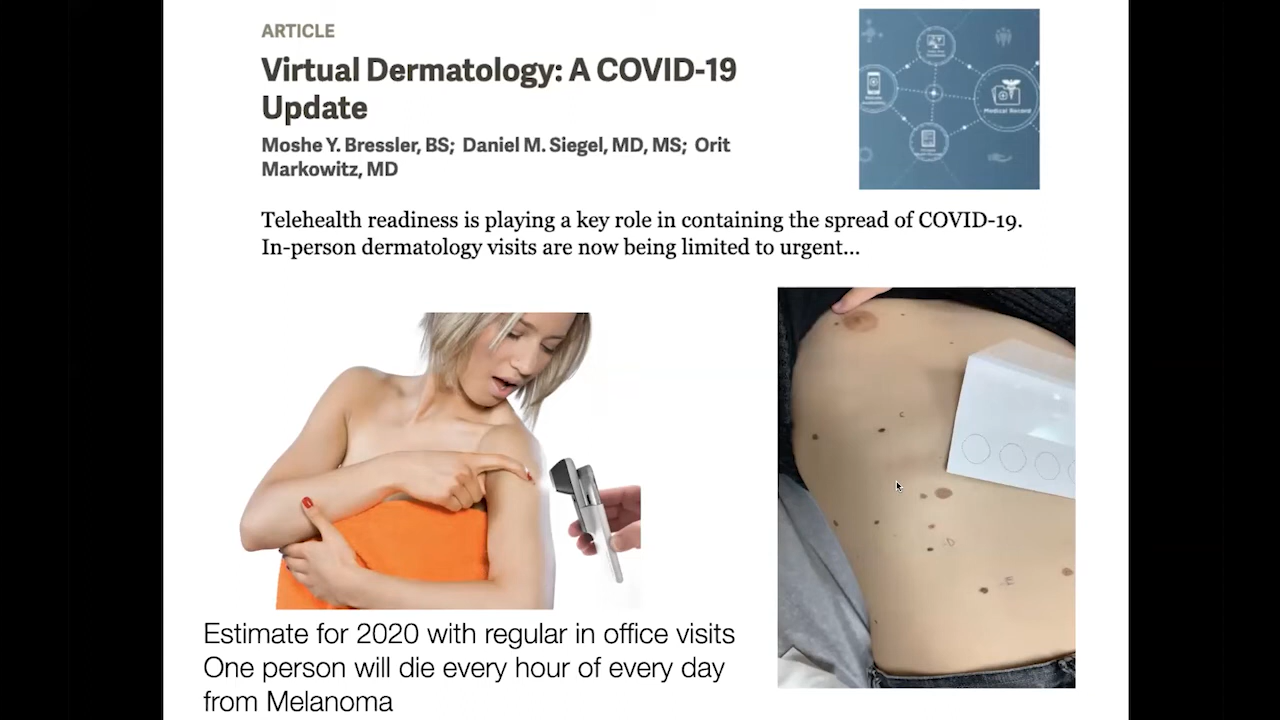 ARTICLE
Virtual Dermatology: A COVID-19
Update
Moshe Y. Bressler, BS; Daniel M. Siegel, MD, MS; Orit
Markowitz, MD
Medical Record
Telehealth readiness is playing a key role in containing the spread of COVID-19.
In-person dermatology visits are now being limited to urgent...
C
D
E
Estimate for 2020 with regular in office visits
One person will die every hour of every day
from Melanoma